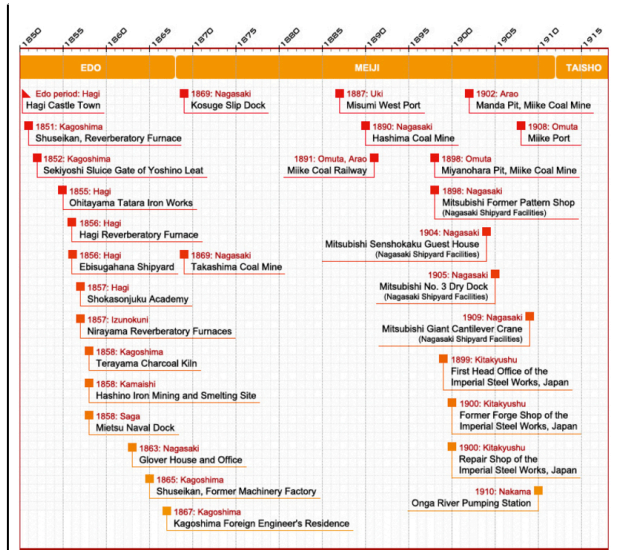 1850 1855 1860 1865 1870 1875 1880 1885 1890 1895 1900 1905 1910 1915
EDO MEIJI TAISHO
Edo period: Hagi
Hagi Castle Town
1869: Nagasaki
Kosuge Slip Dock
1887: Uki
Misumi West Port
1902: Arao
Manda Pit, Miike Coal Mine
1851: Kagoshima
Shuseikan, Reverberatory Furnace
1890: Nagasaki
Hashima Coal Mine
1908: Omuta
Miike Port
1852: Kagoshima
Sekiyoshi Sluice Gate of Yoshino Leat
1891: Omuta, Arao
Miike Coal Railway
1898: Omuta
Miyanohara Pit, Miike Coal Mine
1855: Hagi
Ohitayama Tatara Iron Works
1898: Nagasaki
Mitsubishi Former Pattern Shop
(Nagasaki Shipyard Facilities)
1856: Hagi
Hagi Reverberatory Furnace
1904: Nagasaki
Mitsubishi Senshokaku Guest House
(Nagasaki Shipyard Facilities)
1856: Hagi
Ebisugahana Shipyard
1869: Nagasaki
Takashima Coal Mine
1905: Nagasaki
Mitsubishi No. 3 Dry Dock
(Nagasaki Shipyard Facilities)
1857: Hagi
Shokasonjuku Academy
1857: Izunokuni
Nirayama Reverberatory Furnaces
1909: Nagasaki
Mitsubishi Giant Cantilever Crane
(Nagasaki Shipyard Facilities)
1858: Kagoshima
Terayama Charcoal Kiln
1899: Kitakyushu
First Head Office of the
Imperial Steel Works, Japan
1858: Kamaishi
Hashino Iron Mining and Smelting Site
1900: Kitakyushu
Former Forge Shop of the
Imperial Steel Works, Japan
1858: Saga
Mietsu Naval Dock
1863: Nagasaki
Glover House and Office
1900: Kitakyushu
Repair Shop of the
Imperial Steel Works, Japan
1865: Kagoshima
Shuseikan, Former Machinery Factory
1910: Nakama
Onga River Pumping Station
1867: Kagoshima
Kagoshima Foreign Engineer's Residence